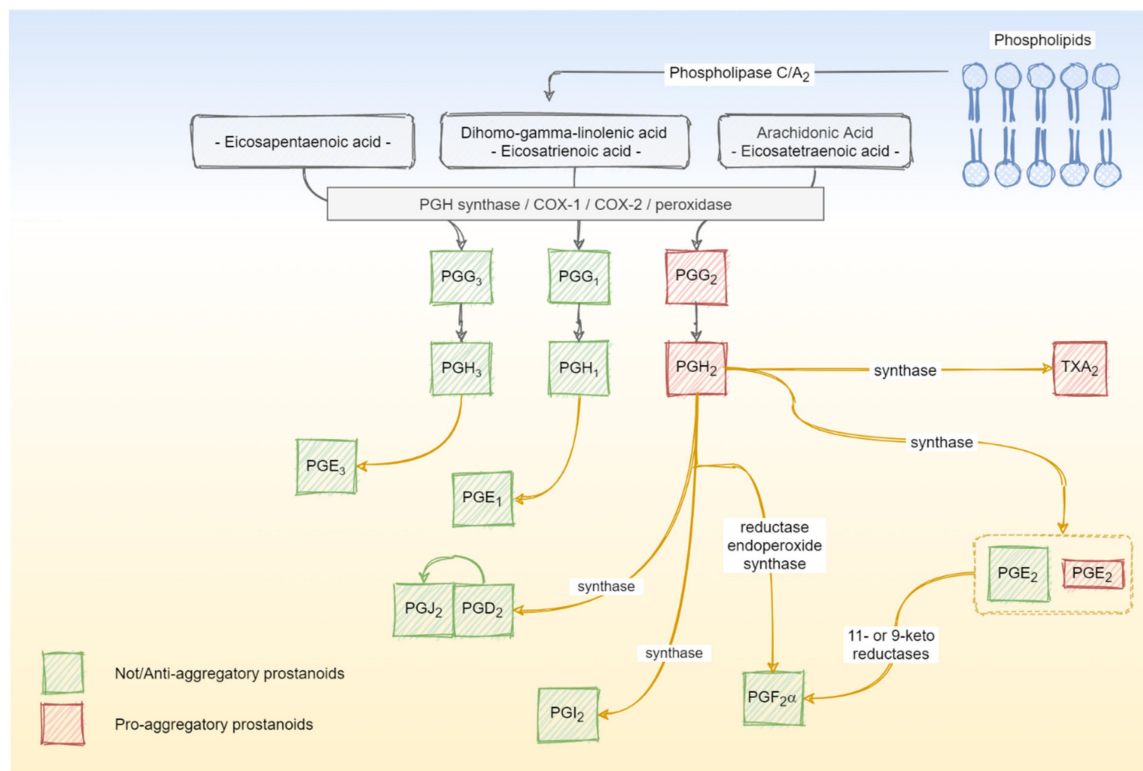 Phospholipids
Phospholipase C/A₂
- Eicosapentaenoic acid -
Dihomo-gamma-linolenic acid
- Eicosatrienoic acid -
Arachidonic Acid
- Eicosatetraenoic acid -
PGH synthase / COX-1 / COX-2 / peroxidase
PGG₃
PGG₁
PGG₂
PGH₃
PGH₁
PGH₂
synthase
TXA₂
synthase
PGE₃
PGE₁
reductase
endoperoxide
synthase
PGE₂
PGE₂
synthase
PGJ₂
PGD₂
11- or 9-keto
reductases
synthase
PGI₂
PGF₂α
Not/Anti-aggregatory prostanoids
Pro-aggregatory prostanoids